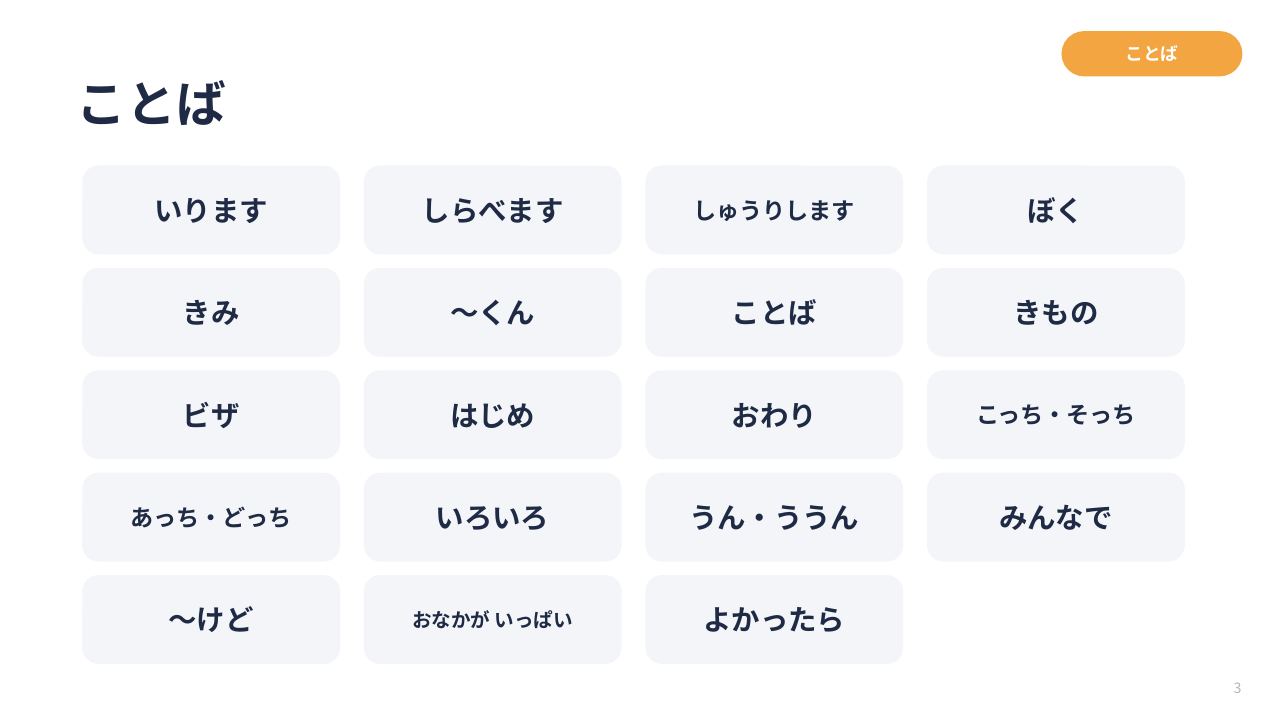 ことば
ことば
いります
しらべます
しゅうりします
ぼく
きみ
～くん
ことば
きもの
ビザ
はじめ
おわり
こっち・そっち
あっち・どっち
いろいろ
うん・ううん
みんなで
～けど
おなかが いっぱい
よかったら
3